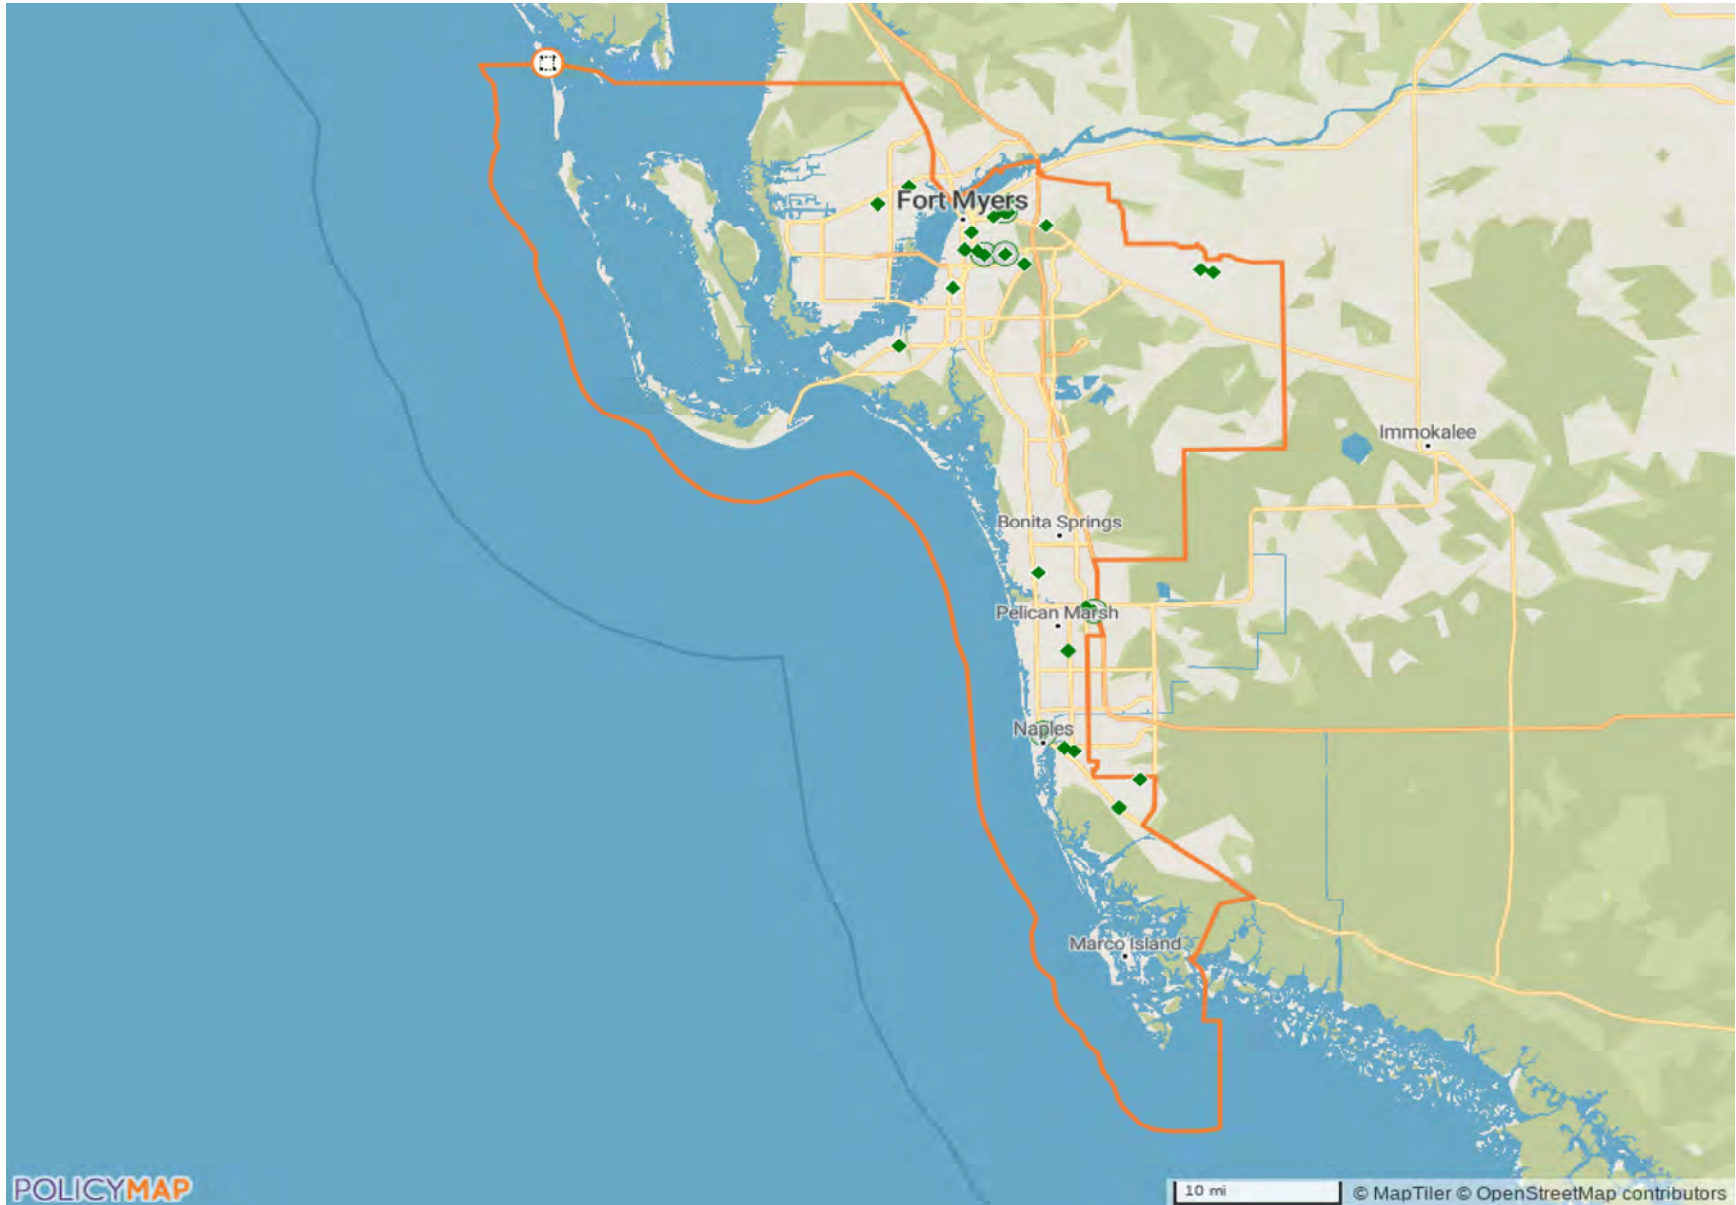 Fort Myers
Immokalee
Bonita Springs
Pelican Marsh
Naples
Marco Island
POLICYMAP
10 mi
© MapTiler © OpenStreetMap contributors